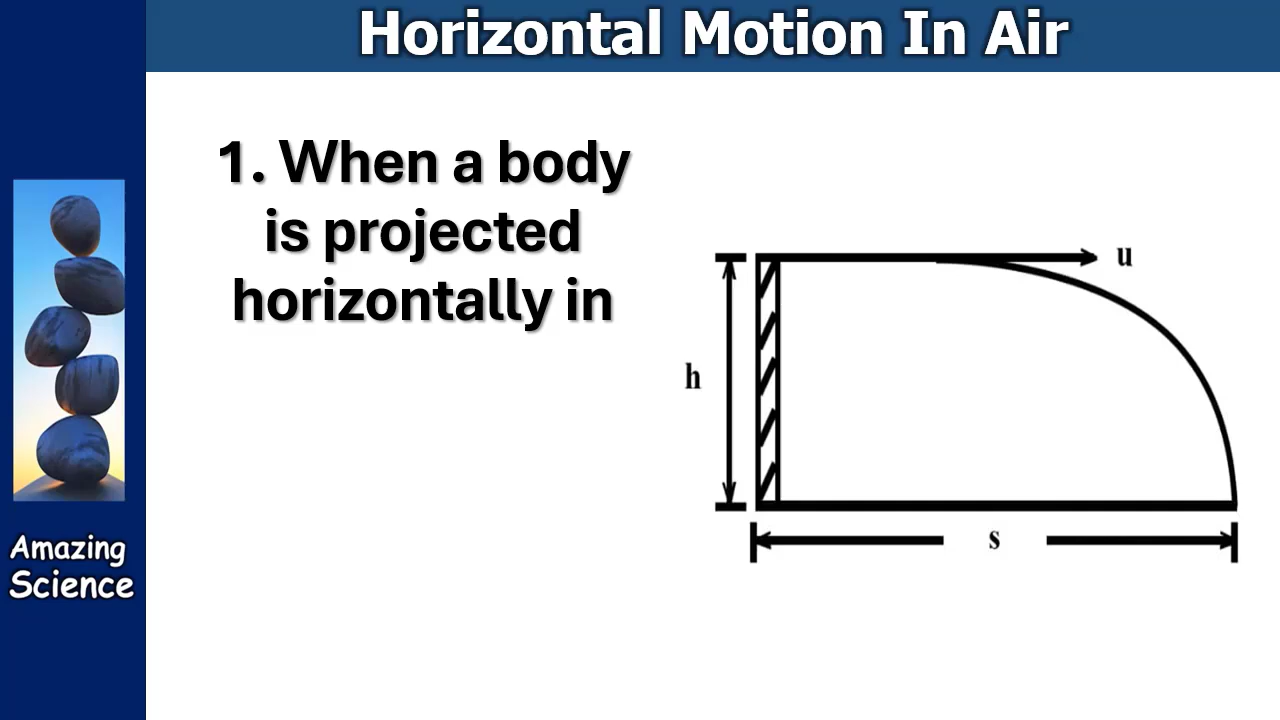 Horizontal Motion In Air
1. When a body
is projected
horizontally in
u
h
s
Amazing
Science